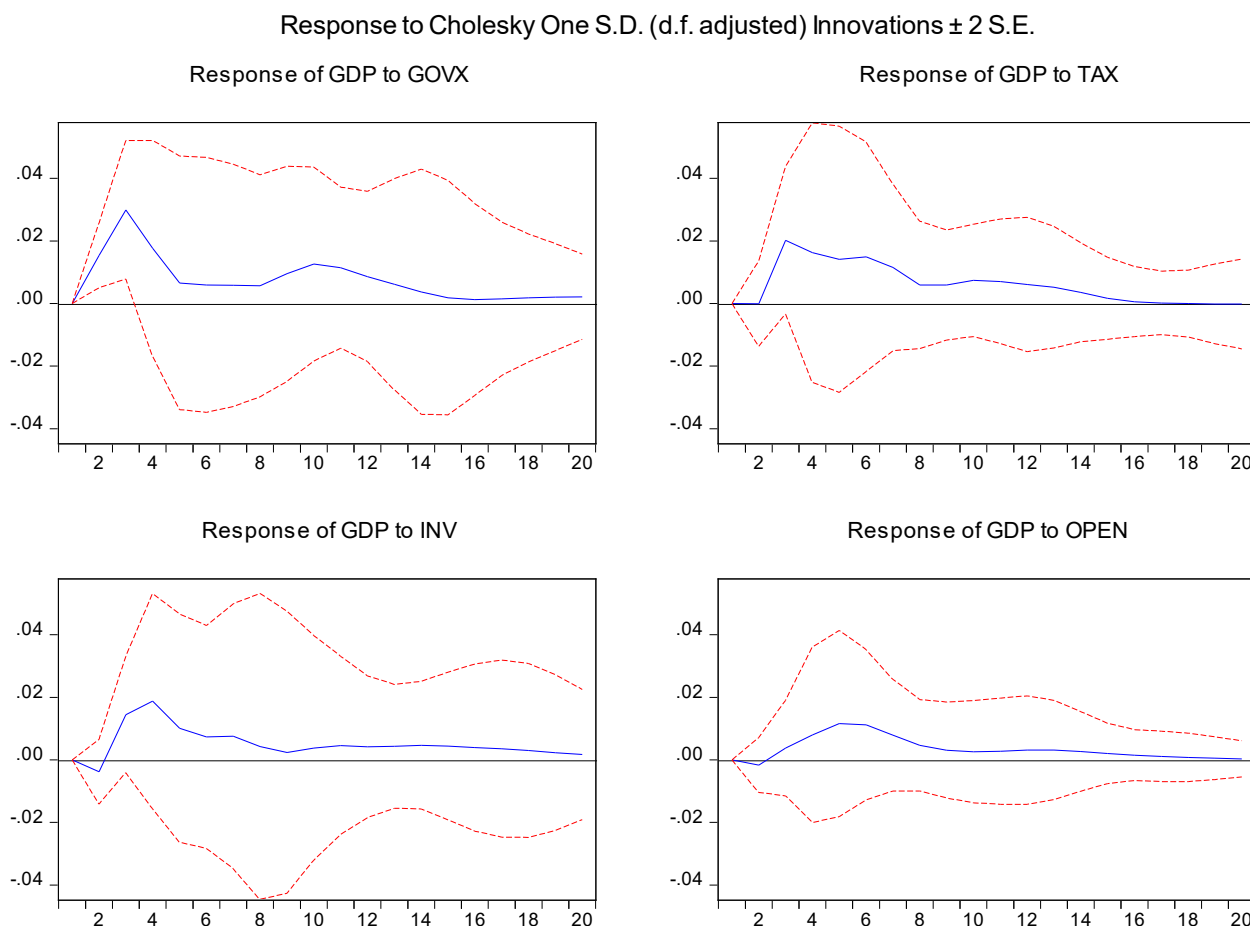 Response to Cholesky One S.D. (d.f. adjusted) Innovations ± 2 S.E.
Response of GDP to GOVX
.04
.02
.00
-.02
-.04
2 4 6 8 10 12 14 16 18 20
Response of GDP to TAX
.04
.02
.00
-.02
-.04
2 4 6 8 10 12 14 16 18 20
Response of GDP to INV
.04
.02
.00
-.02
-.04
2 4 6 8 10 12 14 16 18 20
Response of GDP to OPEN
.04
.02
.00
-.02
-.04
2 4 6 8 10 12 14 16 18 20